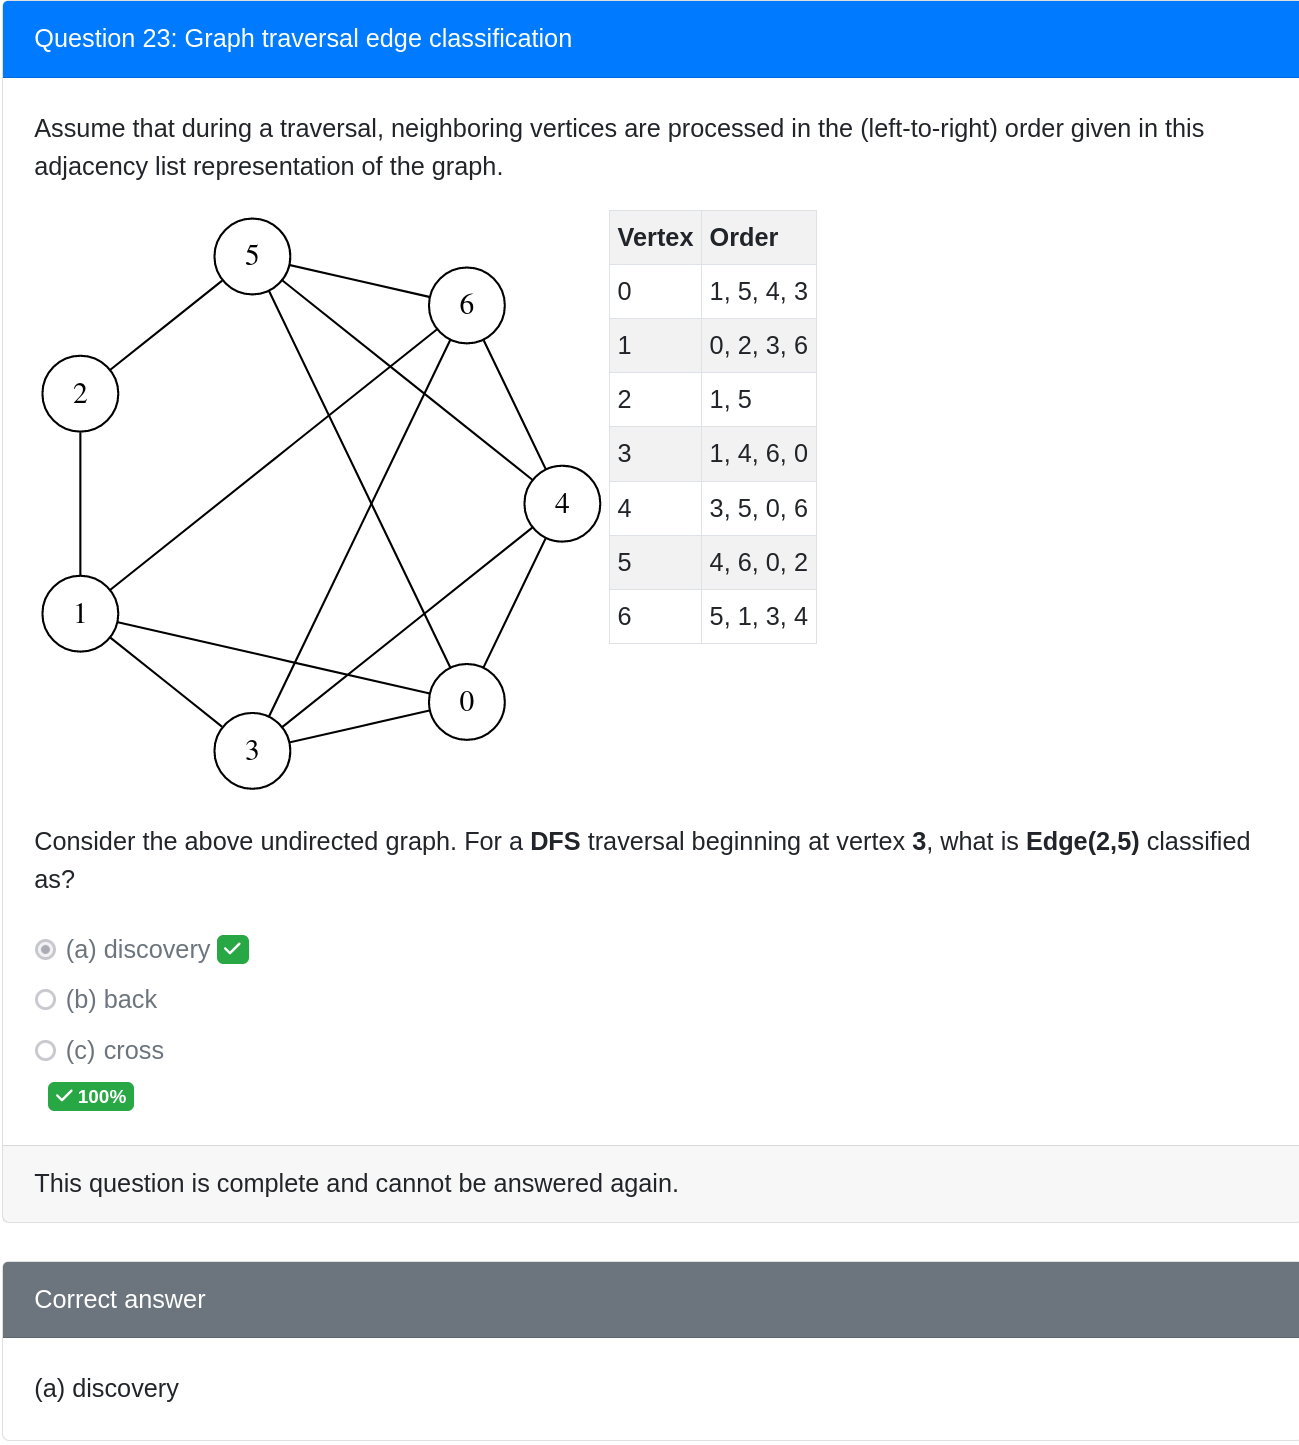 Question 23: Graph traversal edge classification
Assume that during a traversal, neighboring vertices are processed in the (left-to-right) order given in this
adjacency list representation of the graph.
5
6
2
4
1
0
3
Vertex Order
0 1, 5, 4, 3
1 0, 2, 3, 6
2 1, 5
3 1, 4, 6, 0
4 3, 5, 0, 6
5 4, 6, 0, 2
6 5, 1, 3, 4
Consider the above undirected graph. For a DFS traversal beginning at vertex 3, what is Edge(2,5) classified
as?
(a) discovery
(b) back
(c) cross
100%
This question is complete and cannot be answered again.
Correct answer
(a) discovery